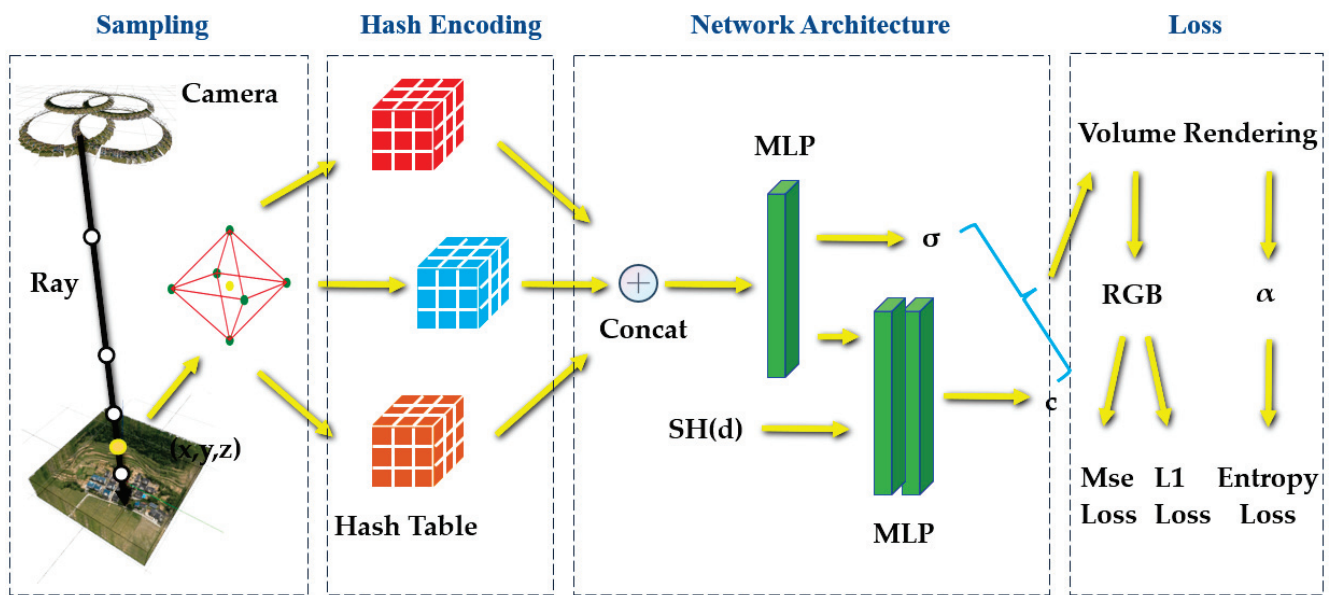 Sampling
Hash Encoding
Network Architecture
Loss
Camera
Ray
(x,y,z)
Hash Table
Concat
MLP
σ
SH(d)
MLP
c
Volume Rendering
RGB
α
Mse
Loss
L1
Loss
Entropy
Loss